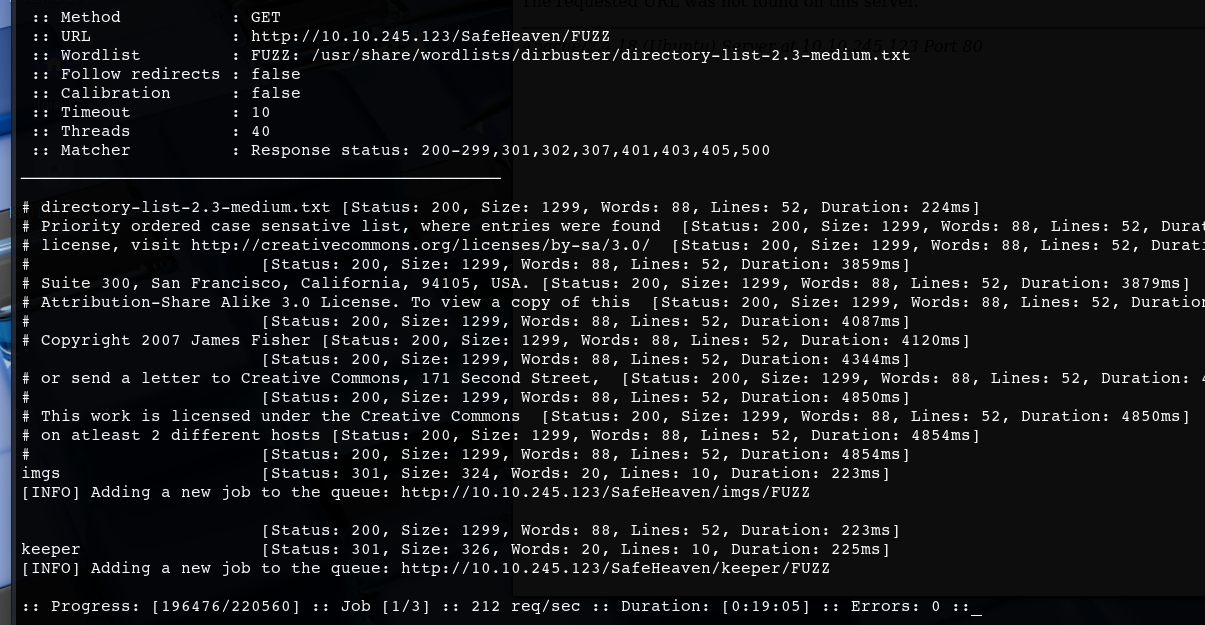 The requested URL was not found on this server.
:: Method : GET
:: URL : http://10.10.245.123/SafeHeaven/FUZZ
Server at 10.10.245.123 Port 80
:: Wordlist : FUZZ: /usr/share/wordlists/dirbuster/directory-list-2.3-medium.txt
:: Follow redirects : false
:: Calibration : false
:: Timeout : 10
:: Threads : 40
:: Matcher : Response status: 200-299,301,302,307,401,403,405,500
# directory-list-2.3-medium.txt [Status: 200, Size: 1299, Words: 88, Lines: 52, Duration: 224ms]
# Priority ordered case sensative list, where entries were found [Status: 200, Size: 1299, Words: 88, Lines: 52, Durat
# license, visit http://creativecommons.org/licenses/by-sa/3.0/ [Status: 200, Size: 1299, Words: 88, Lines: 52, Durati
# [Status: 200, Size: 1299, Words: 88, Lines: 52, Duration: 3859ms]
# Suite 300, San Francisco, California, 94105, USA. [Status: 200, Size: 1299, Words: 88, Lines: 52, Duration: 3879ms]
# Attribution-Share Alike 3.0 License. To view a copy of this [Status: 200, Size: 1299, Words: 88, Lines: 52, Duration
# [Status: 200, Size: 1299, Words: 88, Lines: 52, Duration: 4087ms]
# Copyright 2007 James Fisher [Status: 200, Size: 1299, Words: 88, Lines: 52, Duration: 4120ms]
[Status: 200, Size: 1299, Words: 88, Lines: 52, Duration: 4344ms]
# or send a letter to Creative Commons, 171 Second Street, [Status: 200, Size: 1299, Words: 88, Lines: 52, Duration: 4
# [Status: 200, Size: 1299, Words: 88, Lines: 52, Duration: 4850ms]
# This work is licensed under the Creative Commons [Status: 200, Size: 1299, Words: 88, Lines: 52, Duration: 4850ms]
# on atleast 2 different hosts [Status: 200, Size: 1299, Words: 88, Lines: 52, Duration: 4854ms]
# [Status: 200, Size: 1299, Words: 88, Lines: 52, Duration: 4854ms]
imgs [Status: 301, Size: 324, Words: 20, Lines: 10, Duration: 223ms]
[INFO] Adding a new job to the queue: http://10.10.245.123/SafeHeaven/imgs/FUZZ
[Status: 200, Size: 1299, Words: 88, Lines: 52, Duration: 223ms]
keeper [Status: 301, Size: 326, Words: 20, Lines: 10, Duration: 225ms]
[INFO] Adding a new job to the queue: http://10.10.245.123/SafeHeaven/keeper/FUZZ
:: Progress: [196476/220560] :: Job [1/3] :: 212 req/sec :: Duration: [0:19:05] :: Errors: 0 ::_